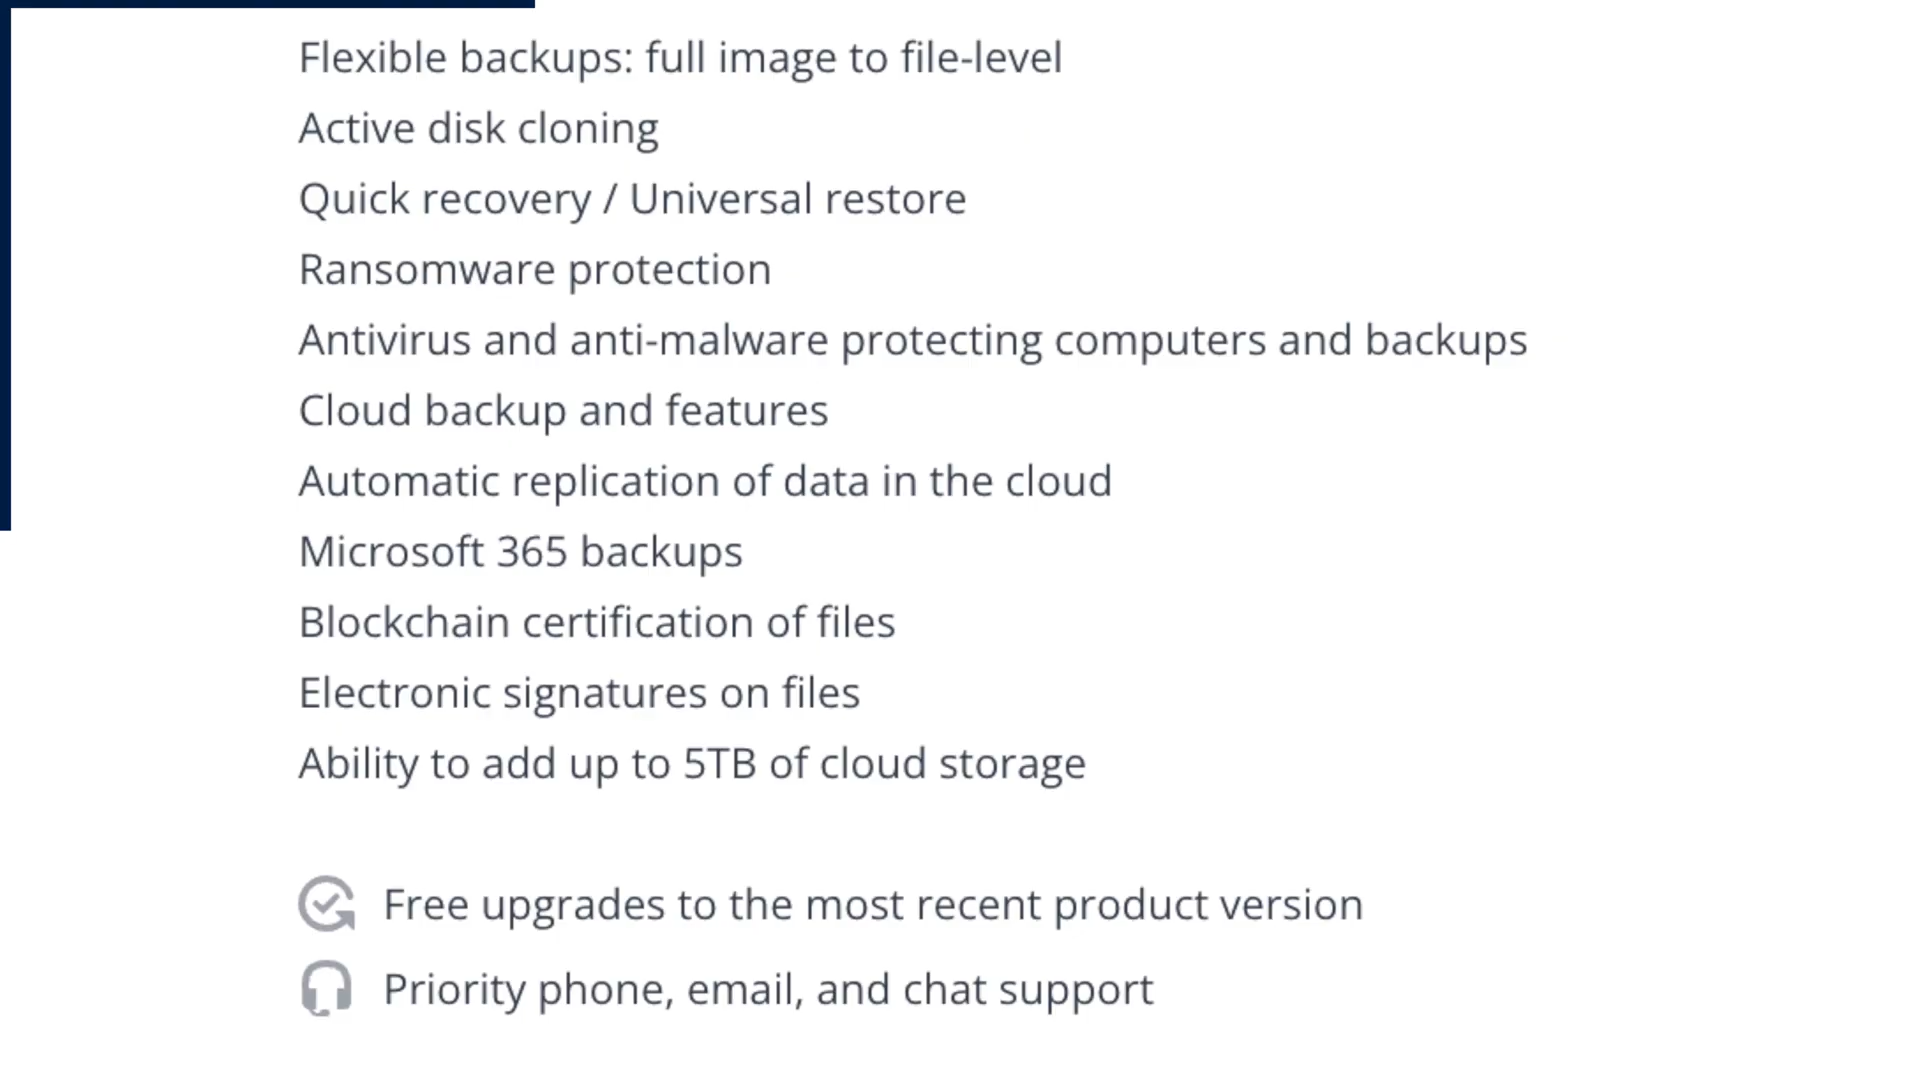 Flexible backups: full image to file-level
Active disk cloning
Quick recovery / Universal restore
Ransomware protection
Antivirus and anti-malware protecting computers and backups
Cloud backup and features
Automatic replication of data in the cloud
Microsoft 365 backups
Blockchain certification of files
Electronic signatures on files
Ability to add up to 5TB of cloud storage
Free upgrades to the most recent product version
Priority phone, email, and chat support